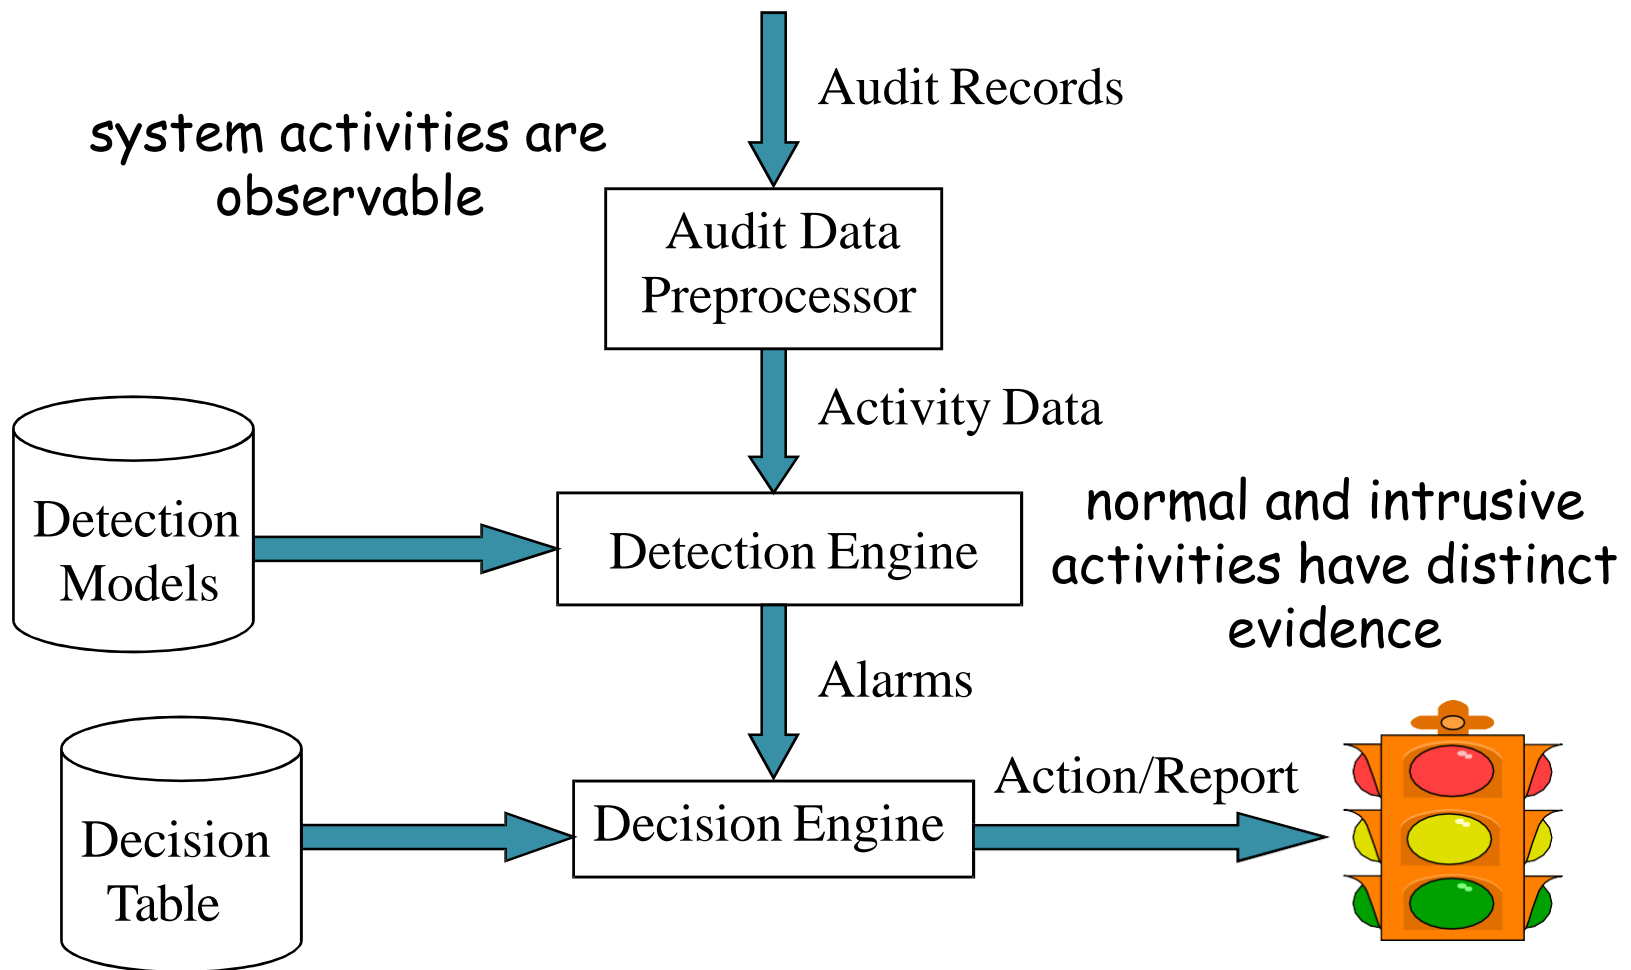 Audit Records
system activities are
observable
Audit Data
Preprocessor
Activity Data
Detection
Models
Detection Engine
normal and intrusive
activities have distinct
evidence
Alarms
Action/Report
Decision Engine
Decision
Table